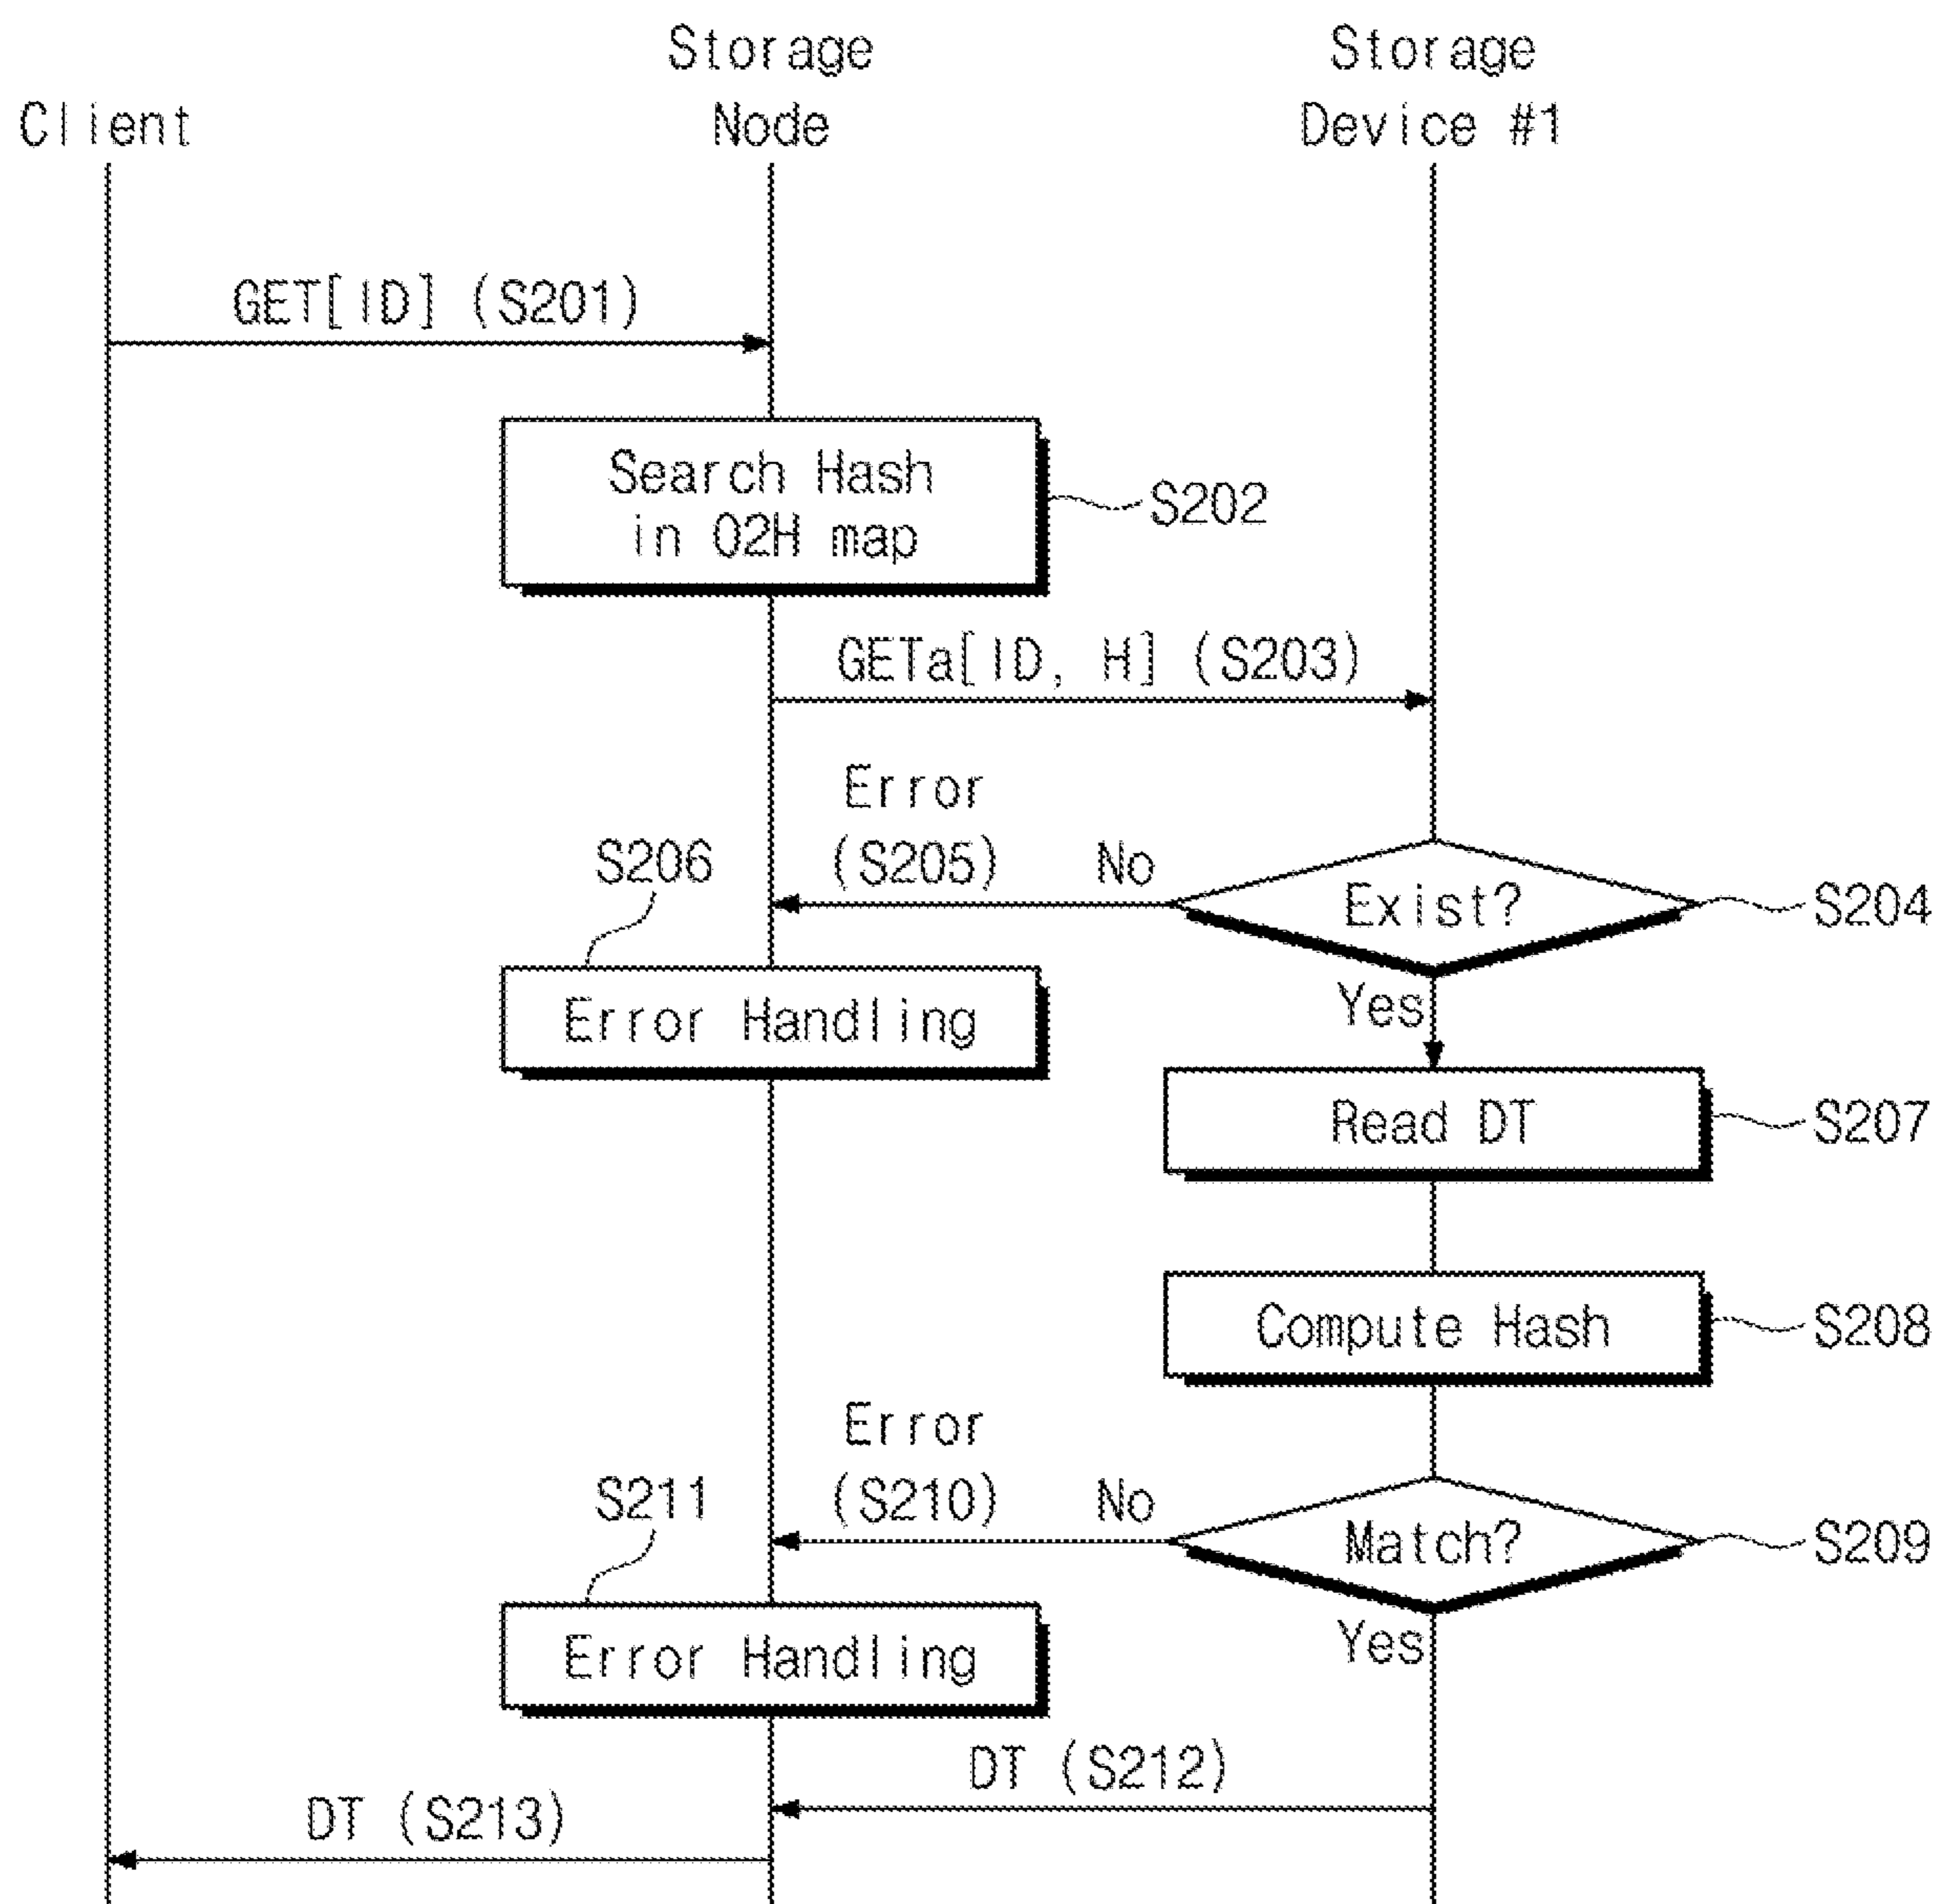 Client
Storage
Node
Storage
Device #1
GET[ID] (S201)
Search Hash
in O2H map
S202
GETa[ID, H] (S203)
Error
(S205)
No
S206
Exist?
S204
Error Handling
Yes
Read DT
S207
Compute Hash
S208
Error
(S210)
No
S211
Match?
S209
Error Handling
Yes
DT (S212)
DT (S213)